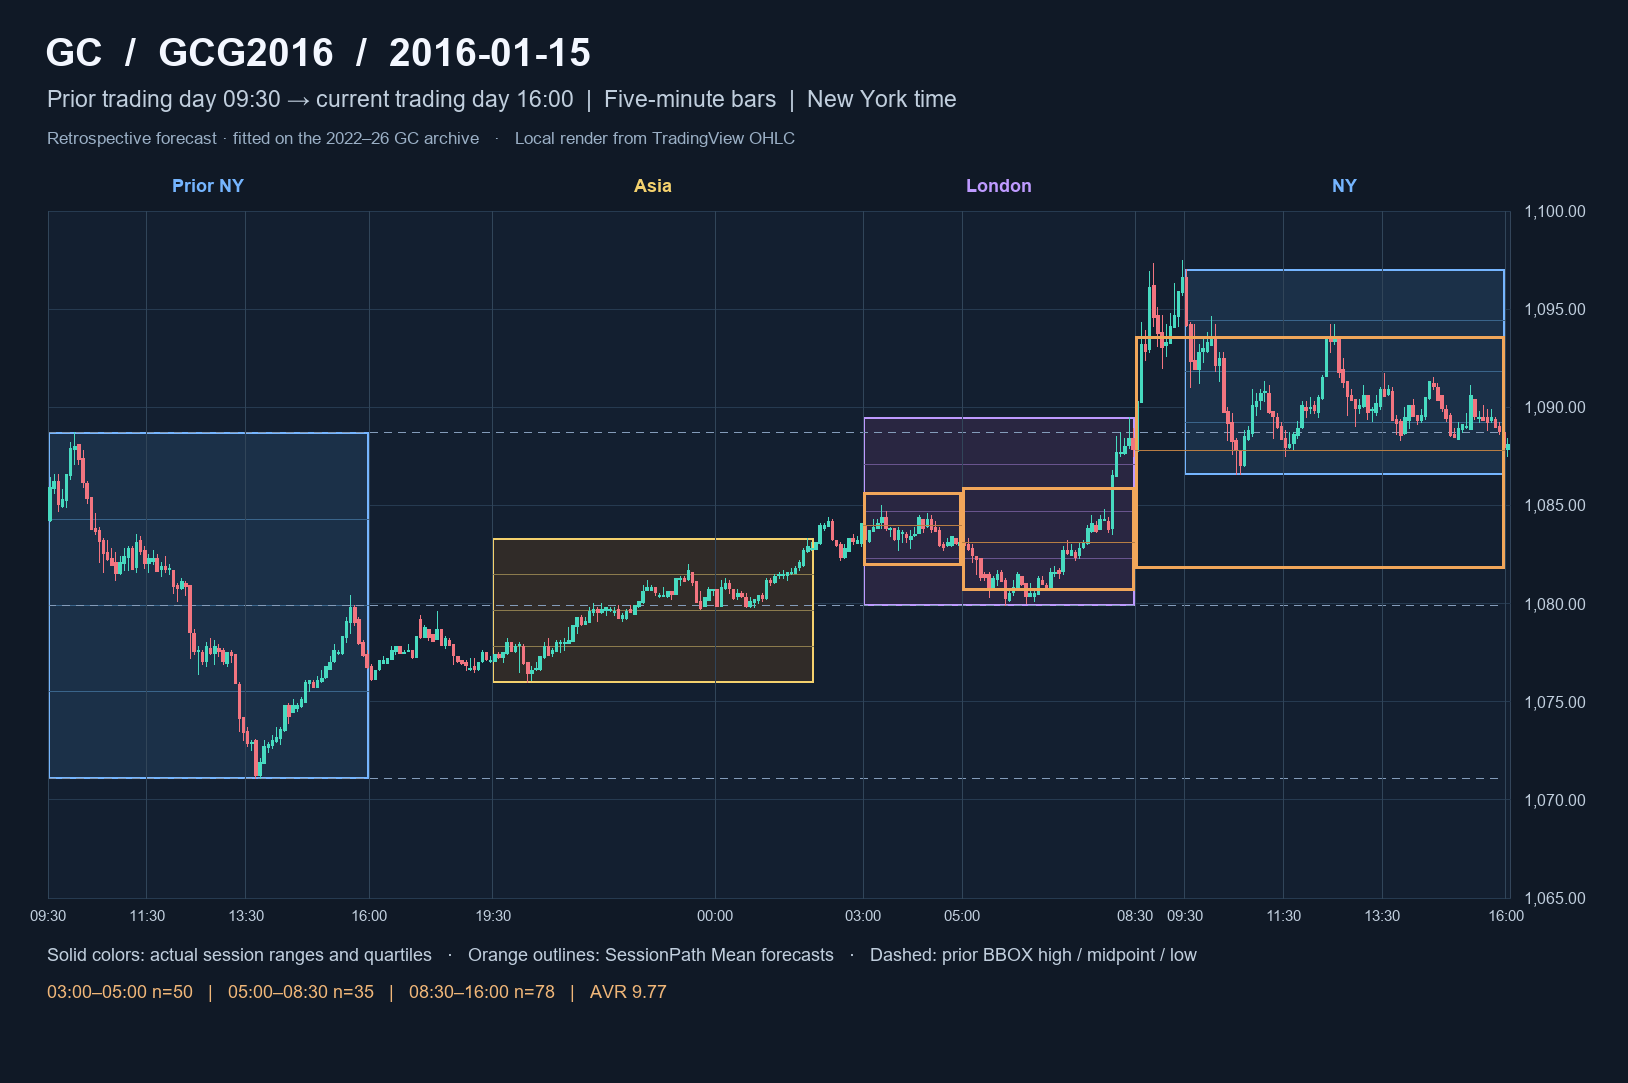 GC / GCG2016 / 2016-01-15
Prior trading day 09:30 → current trading day 16:00 | Five-minute bars | New York time
Retrospective forecast · fitted on the 2022–26 GC archive · Local render from TradingView OHLC
Prior NY Asia London NY
1,100.00
1,095.00
1,090.00
1,085.00
1,080.00
1,075.00
1,070.00
1,065.00
09:30 11:30 13:30 16:00 19:30 00:00 03:00 05:00 08:30 09:30 11:30 13:30 16:00
Solid colors: actual session ranges and quartiles · Orange outlines: SessionPath Mean forecasts · Dashed: prior BBOX high / midpoint / low
03:00–05:00 n=50 | 05:00–08:30 n=35 | 08:30–16:00 n=78 | AVR 9.77